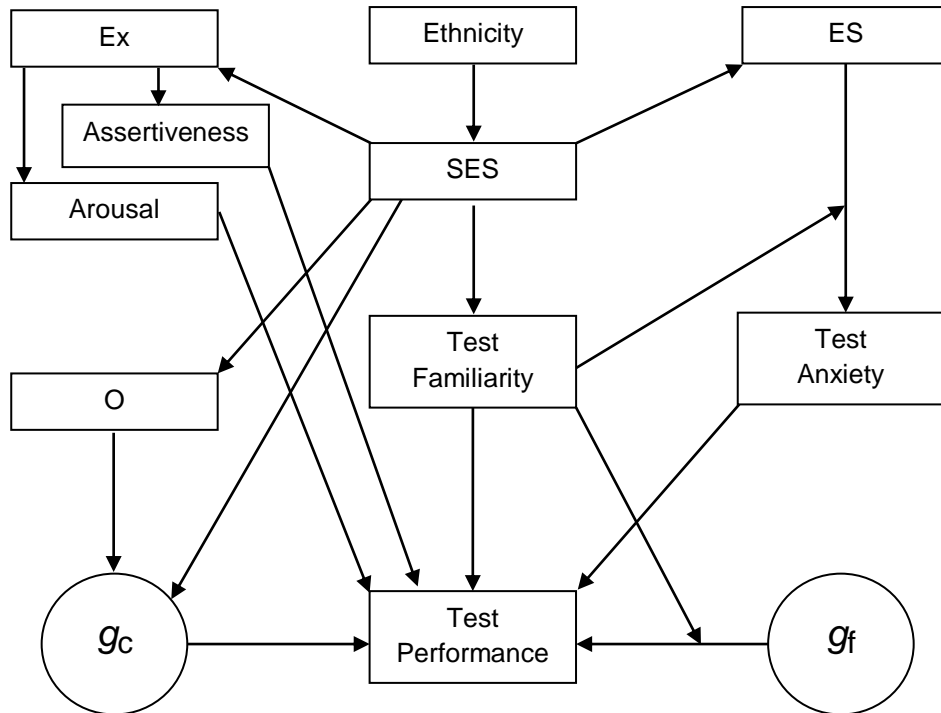 Ex
Ethnicity
ES
Assertiveness
SES
Arousal
Test
Familiarity
Test
Anxiety
O
gc
Test
Performance
gf